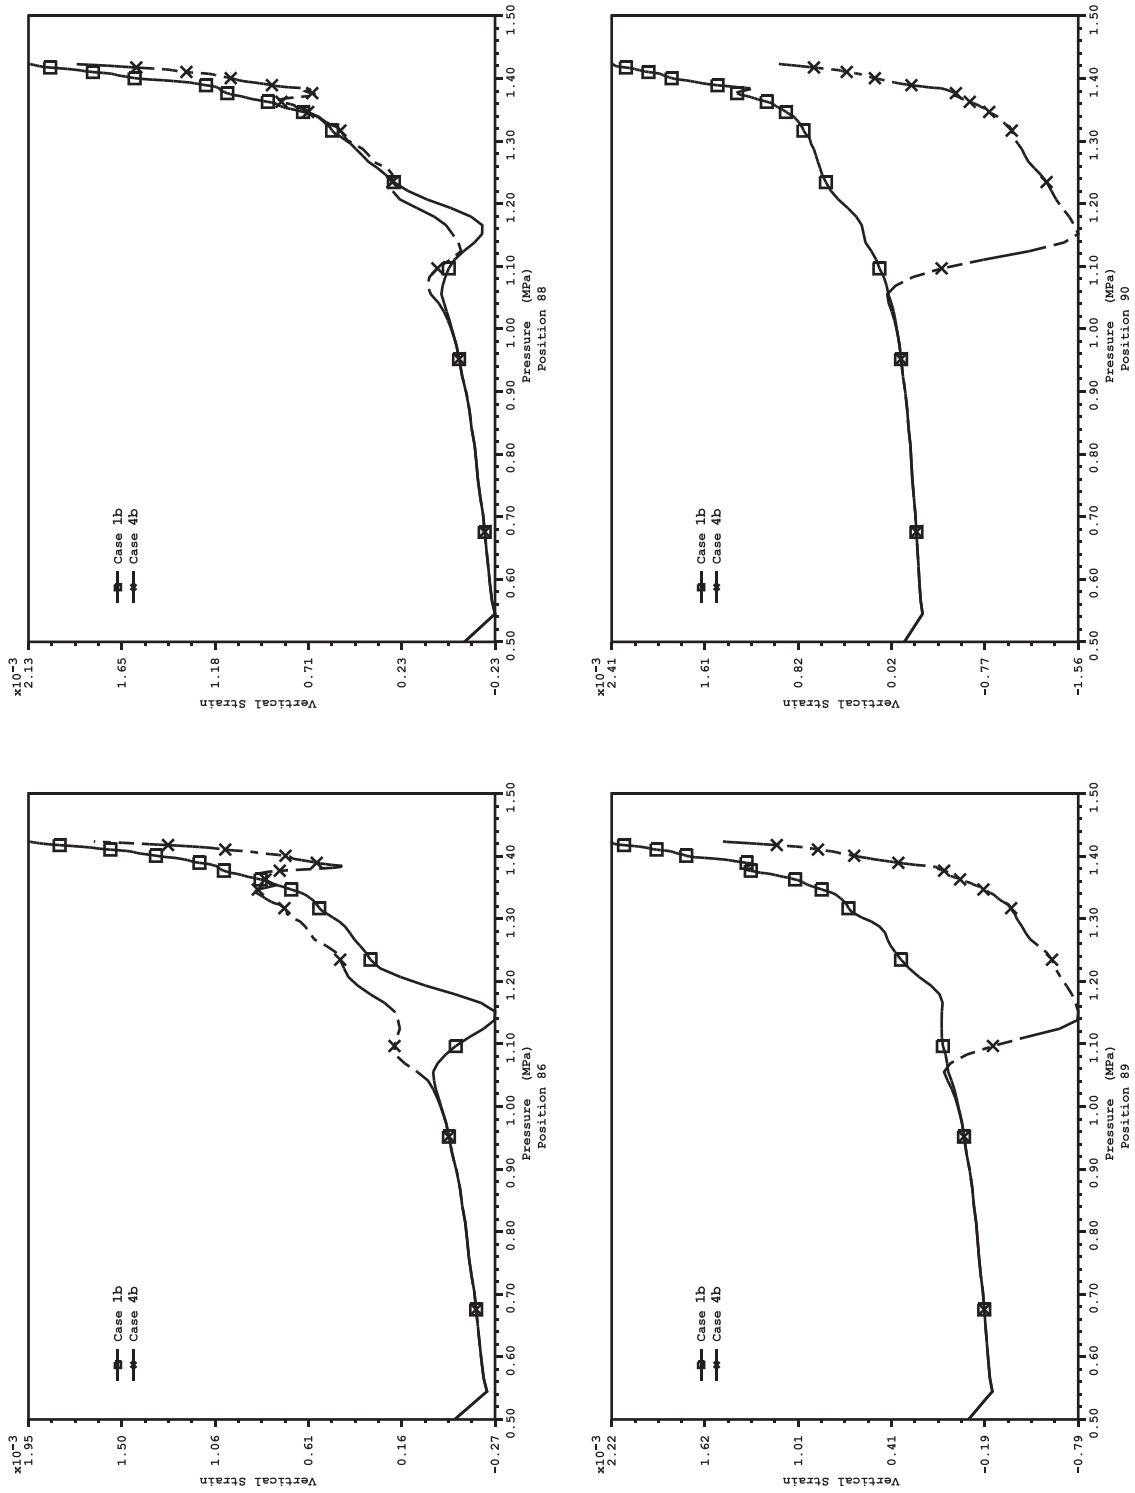 x10⁻³
2.13
1.65
1.18
0.71
0.23
-0.23
Vertical Strain
0.50
0.60
0.70
0.80
0.90
1.00
1.10
1.20
1.30
1.40
1.50
Pressure (MPa)
Position 88
Case 1b
Case 4b
x10⁻³
2.41
1.61
0.82
0.02
-0.77
-1.56
Vertical Strain
0.50
0.60
0.70
0.80
0.90
1.00
1.10
1.20
1.30
1.40
1.50
Pressure (MPa)
Position 90
Case 1b
Case 4b
x10⁻³
1.95
1.50
1.06
0.61
0.16
-0.27
Vertical Strain
0.50
0.60
0.70
0.80
0.90
1.00
1.10
1.20
1.30
1.40
1.50
Pressure (MPa)
Position 86
Case 1b
Case 4b
x10⁻³
2.22
1.62
1.01
0.41
-0.19
-0.79
Vertical Strain
0.50
0.60
0.70
0.80
0.90
1.00
1.10
1.20
1.30
1.40
1.50
Pressure (MPa)
Position 89
Case 1b
Case 4b